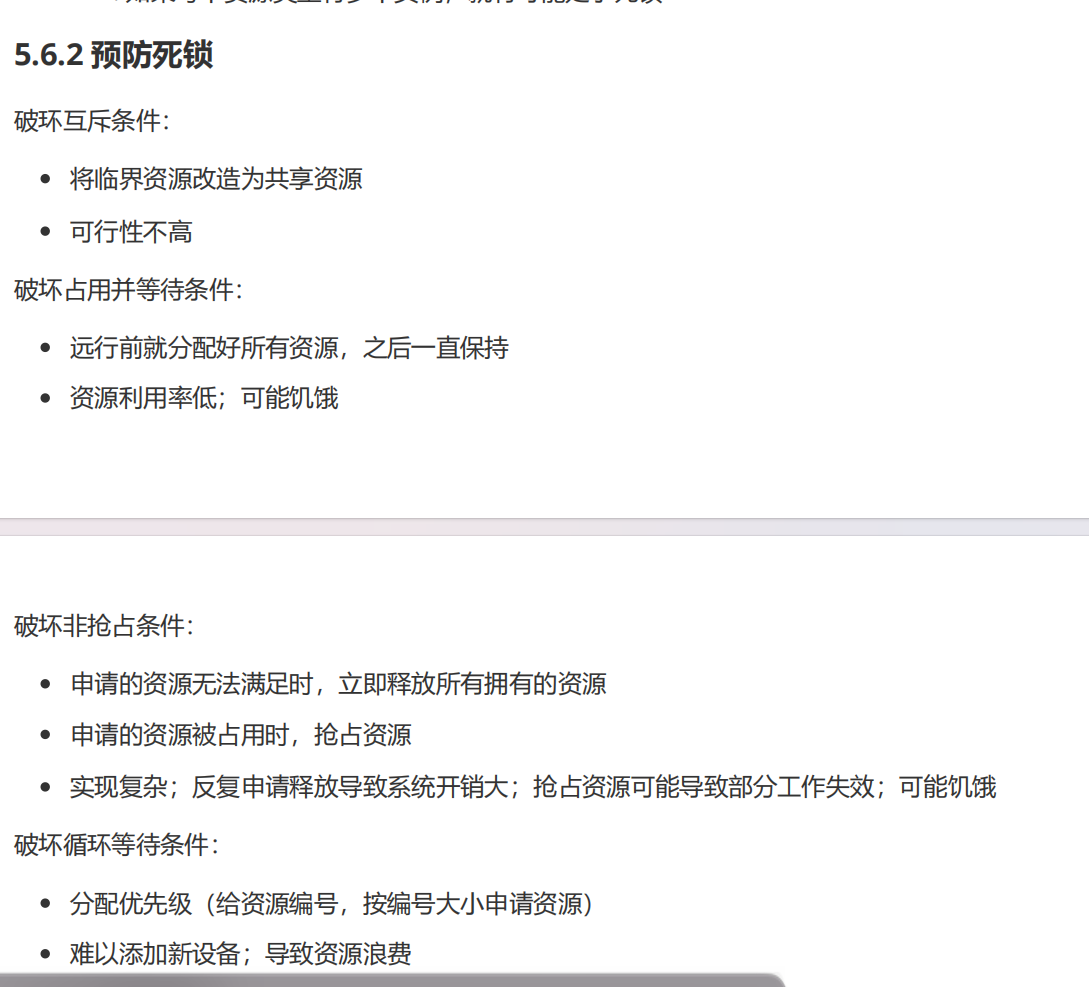 5.6.2 预防死锁
破环互斥条件：
• 将临界资源改造为共享资源
• 可行性不高
破坏占用并等待条件：
• 远行前就分配好所有资源，之后一直保持
• 资源利用率低；可能饥饿
破坏非抢占条件：
• 申请的资源无法满足时，立即释放所有拥有的资源
• 申请的资源被占用时，抢占资源
• 实现复杂；反复申请释放导致系统开销大；抢占资源可能导致部分工作失效；可能饥饿
破坏循环等待条件：
• 分配优先级（给资源编号，按编号大小申请资源）
• 难以添加新设备；导致资源浪费